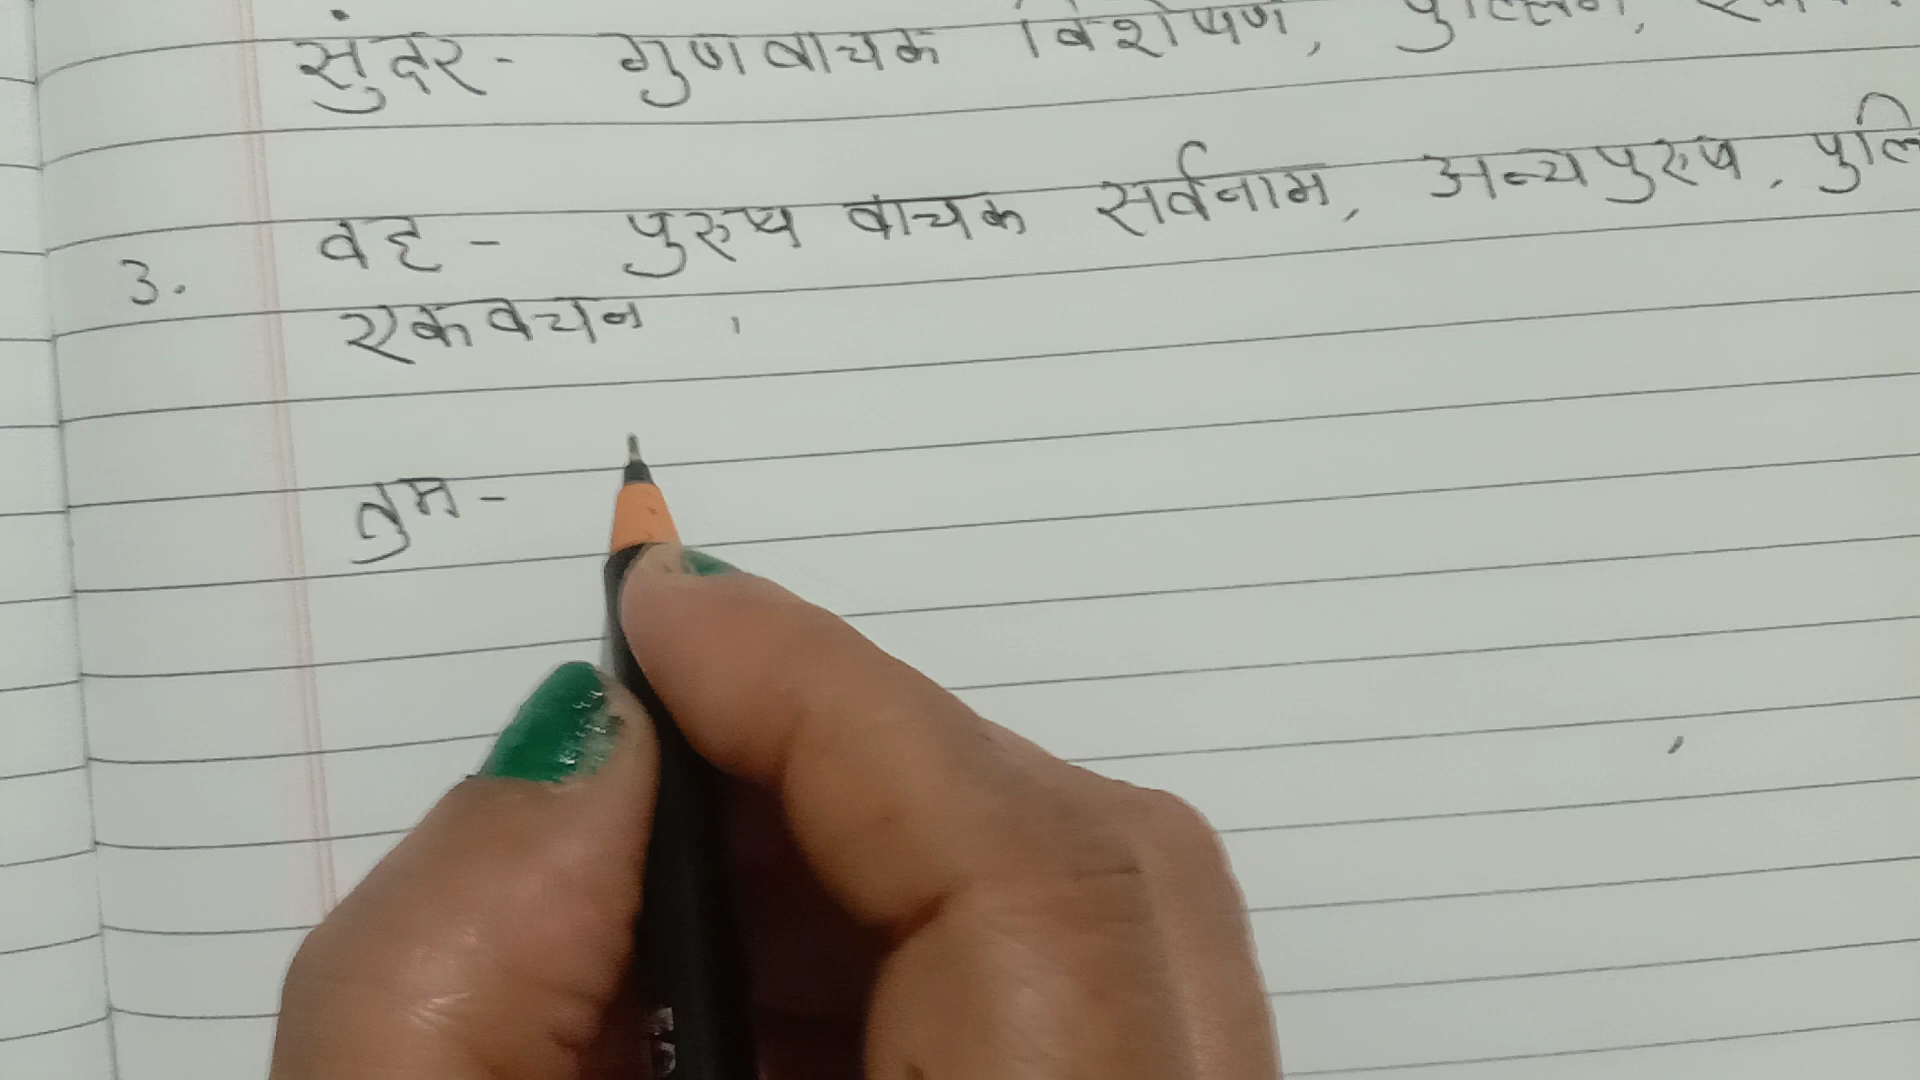 सुंदर - गुणवाचक विशेषण,
3. वह - पुरुष वाचक सर्वनाम, अन्यपुरुष,
एकवचन ,
तुम -